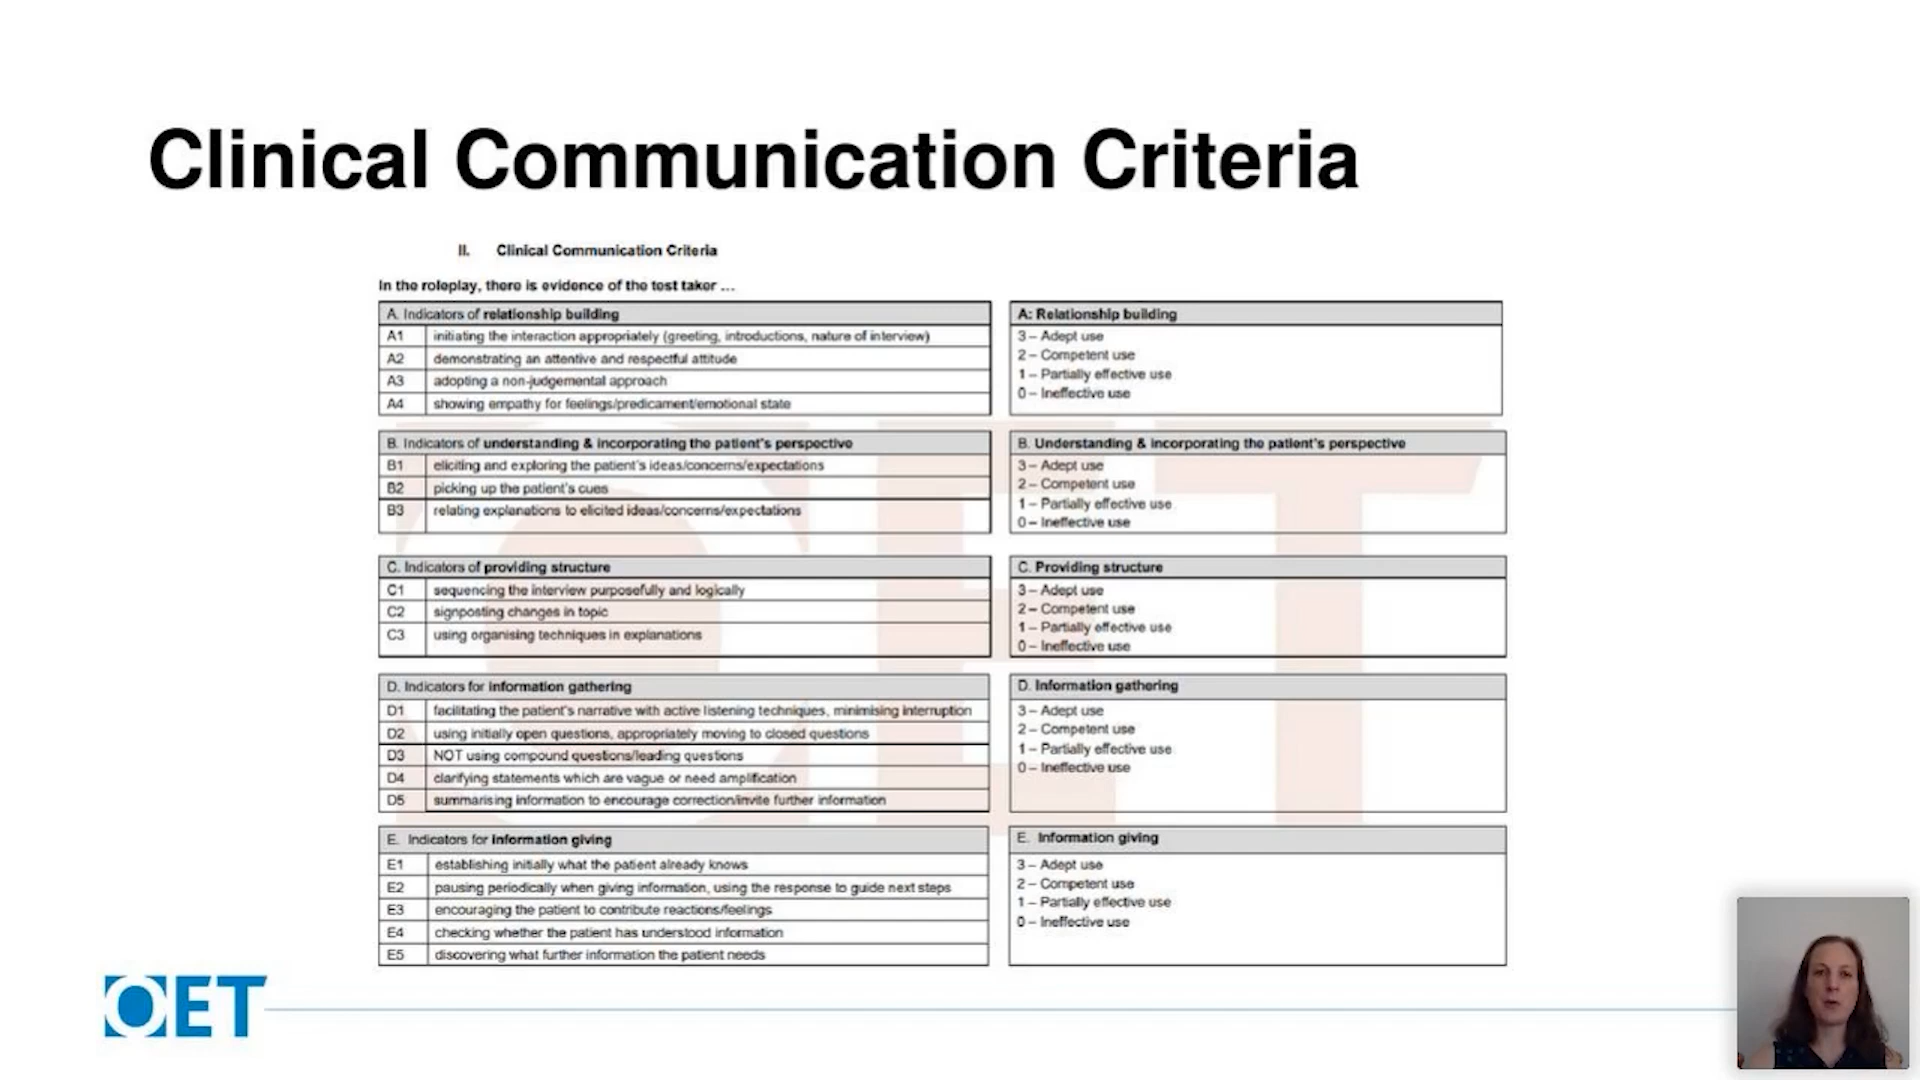 Clinical Communication Criteria
II. Clinical Communication Criteria
In the roleplay, there is evidence of the test taker ...
A. Indicators of relationship building
A1 initiating the interaction appropriately (greeting, introductions, nature of interview)
A2 demonstrating an attentive and respectful attitude
A3 adopting a non-judgemental approach
A4 showing empathy for feelings/predicament/emotional state
A: Relationship building
3 – Adept use
2 – Competent use
1 – Partially effective use
0 – Ineffective use
B. Indicators of understanding & incorporating the patient's perspective
B1 eliciting and exploring the patient's ideas/concerns/expectations
B2 picking up the patient's cues
B3 relating explanations to elicited ideas/concerns/expectations
B. Understanding & incorporating the patient's perspective
3 – Adept use
2 – Competent use
1 – Partially effective use
0 – Ineffective use
C. Indicators of providing structure
C1 sequencing the interview purposefully and logically
C2 signposting changes in topic
C3 using organising techniques in explanations
C. Providing structure
3 – Adept use
2 – Competent use
1 – Partially effective use
0 – Ineffective use
D. Indicators for information gathering
D1 facilitating the patient's narrative with active listening techniques, minimising interruption
D2 using initially open questions, appropriately moving to closed questions
D3 NOT using compound questions/leading questions
D4 clarifying statements which are vague or need amplification
D5 summarising information to encourage correction/invite further information
D. Information gathering
3 – Adept use
2 – Competent use
1 – Partially effective use
0 – Ineffective use
E. Indicators for information giving
E1 establishing initially what the patient already knows
E2 pausing periodically when giving information, using the response to guide next steps
E3 encouraging the patient to contribute reactions/feelings
E4 checking whether the patient has understood information
E5 discovering what further information the patient needs
E. Information giving
3 – Adept use
2 – Competent use
1 – Partially effective use
0 – Ineffective use
OET